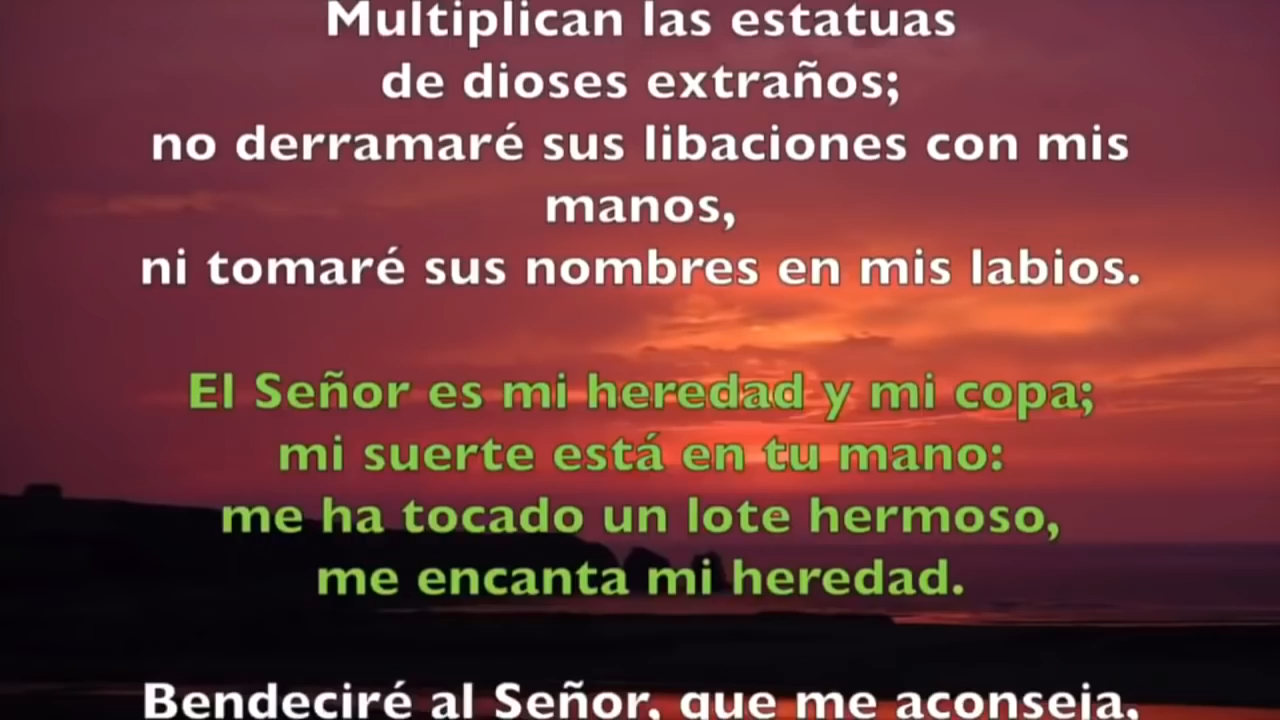 Multiplican las estatuas
de dioses extraños;
no derramaré sus libaciones con mis
manos,
ni tomaré sus nombres en mis labios.
El Señor es mi heredad y mi copa;
mi suerte está en tu mano:
me ha tocado un lote hermoso,
me encanta mi heredad.
Bendeciré al Señor, que me aconseja,